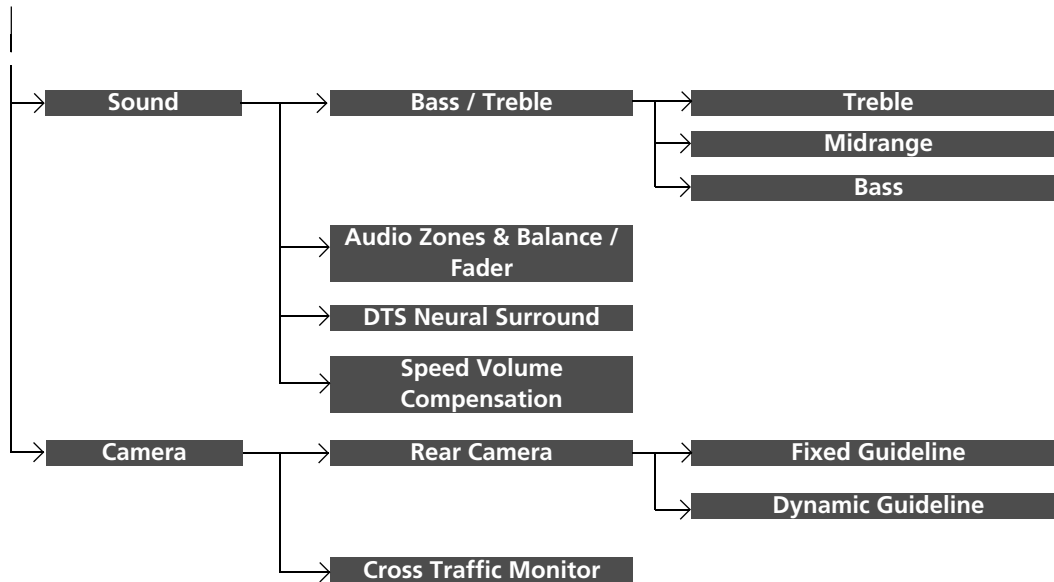 Sound
Bass / Treble
Treble
Midrange
Bass
Audio Zones & Balance /
Fader
DTS Neural Surround
Speed Volume
Compensation
Camera
Rear Camera
Fixed Guideline
Dynamic Guideline
Cross Traffic Monitor